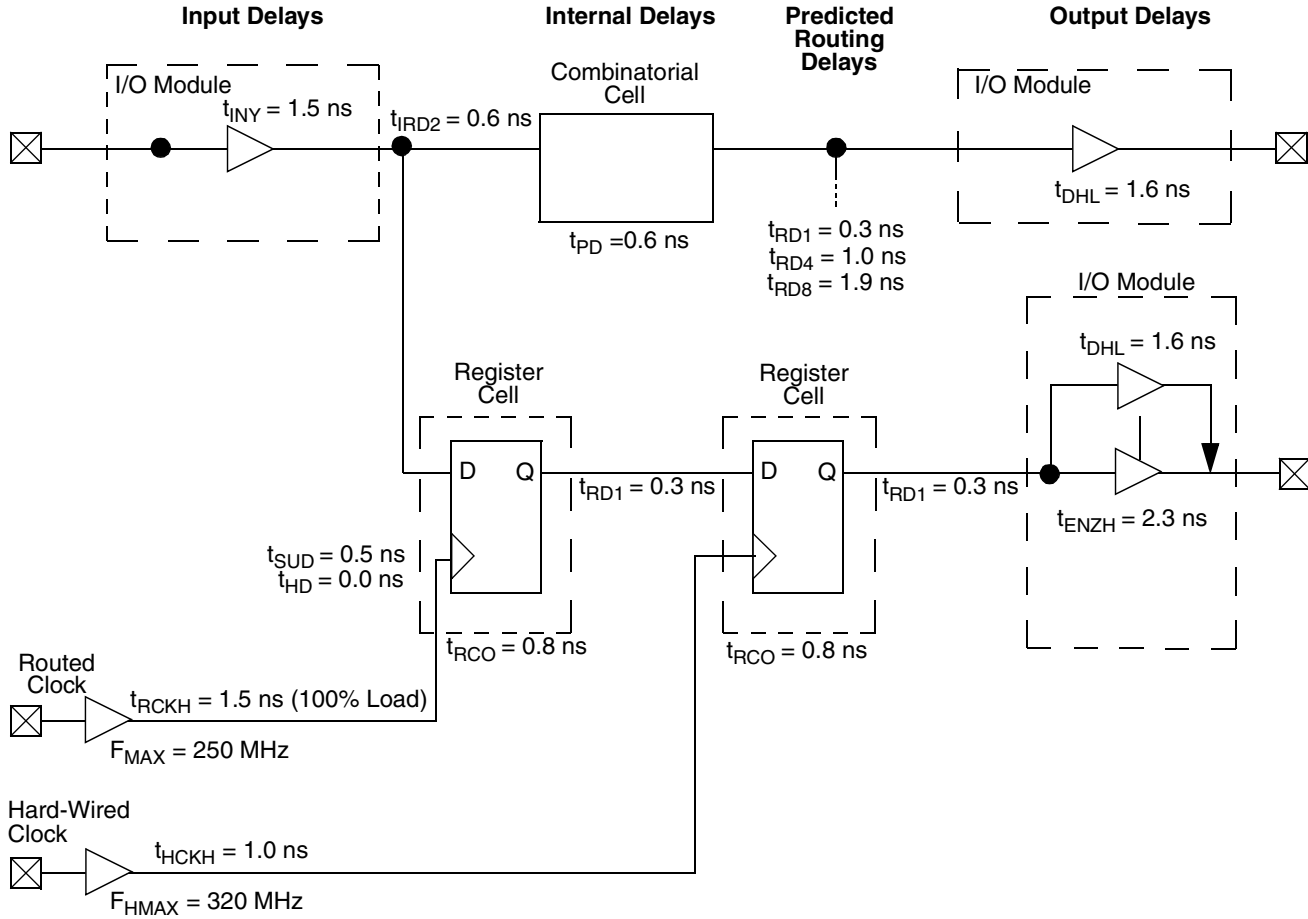 Input Delays
Internal Delays
Predicted
Routing
Delays
Output Delays
I/O Module
tINY = 1.5 ns
tIRD2 = 0.6 ns
Combinatorial
Cell
tPD =0.6 ns
tRD1 = 0.3 ns
tRD4 = 1.0 ns
tRD8 = 1.9 ns
I/O Module
tDHL = 1.6 ns
I/O Module
tDHL = 1.6 ns
tENZH = 2.3 ns
Register
Cell
D Q
tRD1 = 0.3 ns
Register
Cell
D Q
tRD1 = 0.3 ns
tSUD = 0.5 ns
tHD = 0.0 ns
tRCO = 0.8 ns
tRCO = 0.8 ns
Routed
Clock
tRCKH = 1.5 ns (100% Load)
FMAX = 250 MHz
Hard-Wired
Clock
tHCKH = 1.0 ns
FHMAX = 320 MHz